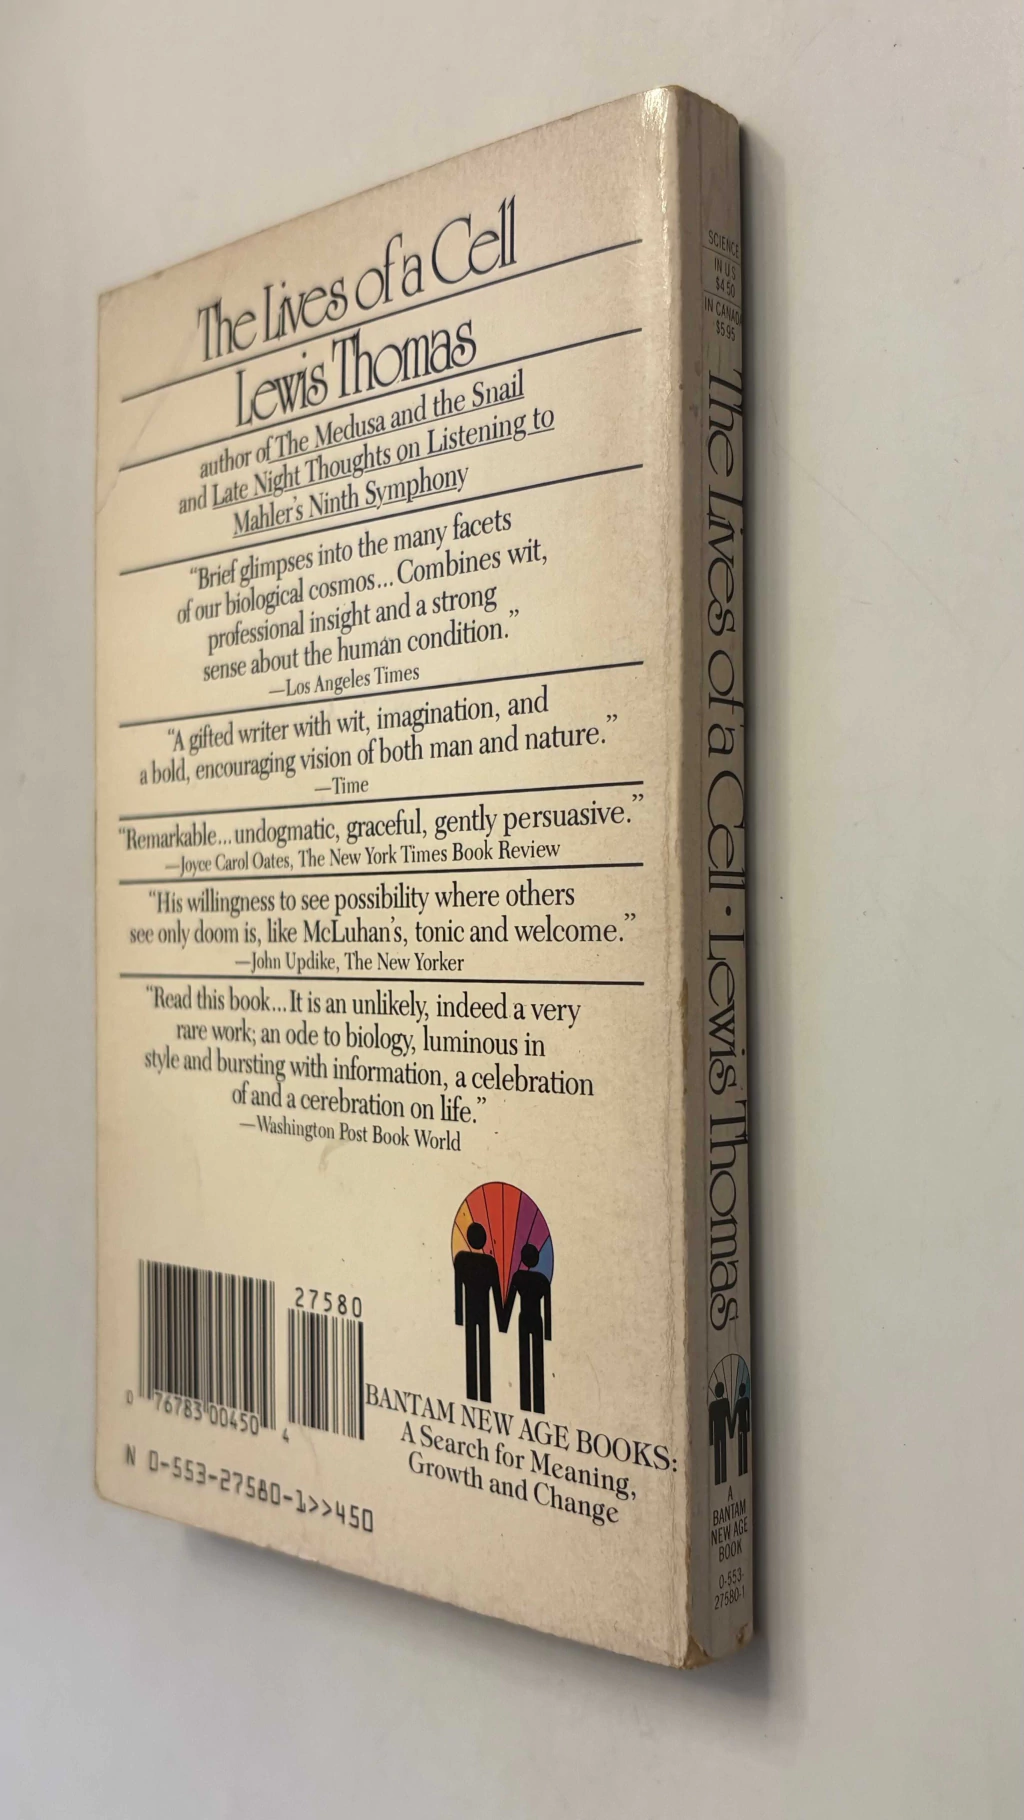 The Lives of a Cell
Lewis Thomas
author of The Medusa and the Snail
and Late Night Thoughts on Listening to
Mahler's Ninth Symphony
“Brief glimpses into the many facets
of our biological cosmos...Combines wit,
professional insight and a strong
sense about the human condition.”
—Los Angeles Times
“A gifted writer with wit, imagination, and
a bold, encouraging vision of both man and nature.”
—Time
“Remarkable...undogmatic, graceful, gently persuasive.”
—Joyce Carol Oates, The New York Times Book Review
“His willingness to see possibility where others
see only doom is, like McLuhan's, tonic and welcome.”
—John Updike, The New Yorker
“Read this book...It is an unlikely, indeed a very
rare work; an ode to biology, luminous in
style and bursting with information, a celebration
of and a cerebration on life.”
—Washington Post Book World
27580
0 76783 00450 4
N 0-553-27580-1>>450
BANTAM NEW AGE BOOKS:
A Search for Meaning,
Growth and Change
SCIENCE
IN U.S.
$4.50
IN CANADA
$5.95
The Lives of a Cell • Lewis Thomas
A
BANTAM
NEW AGE
BOOK
0-553-
27580-1